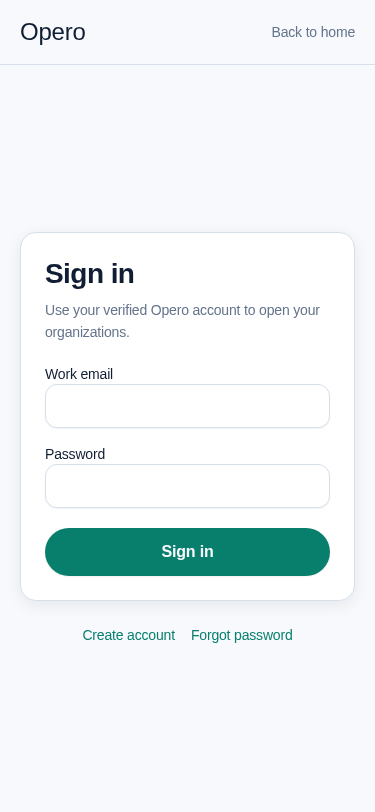 Opero
Back to home
Sign in
Use your verified Opero account to open your
organizations.
Work email
Password
Sign in
Create account
Forgot password